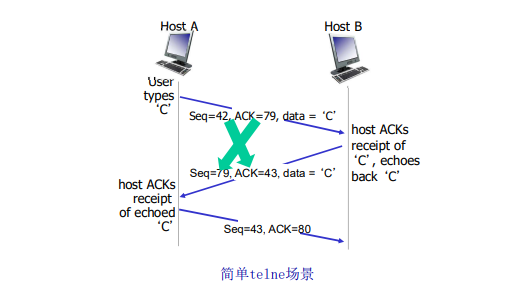 Host A
Host B
User
types
‘C’
Seq=42, ACK=79, data = ‘C’
host ACKs
receipt of
‘C’, echoes
back ‘C’
Seq=79, ACK=43, data = ‘C’
host ACKs
receipt
of echoed
‘C’
Seq=43, ACK=80
简单telne场景